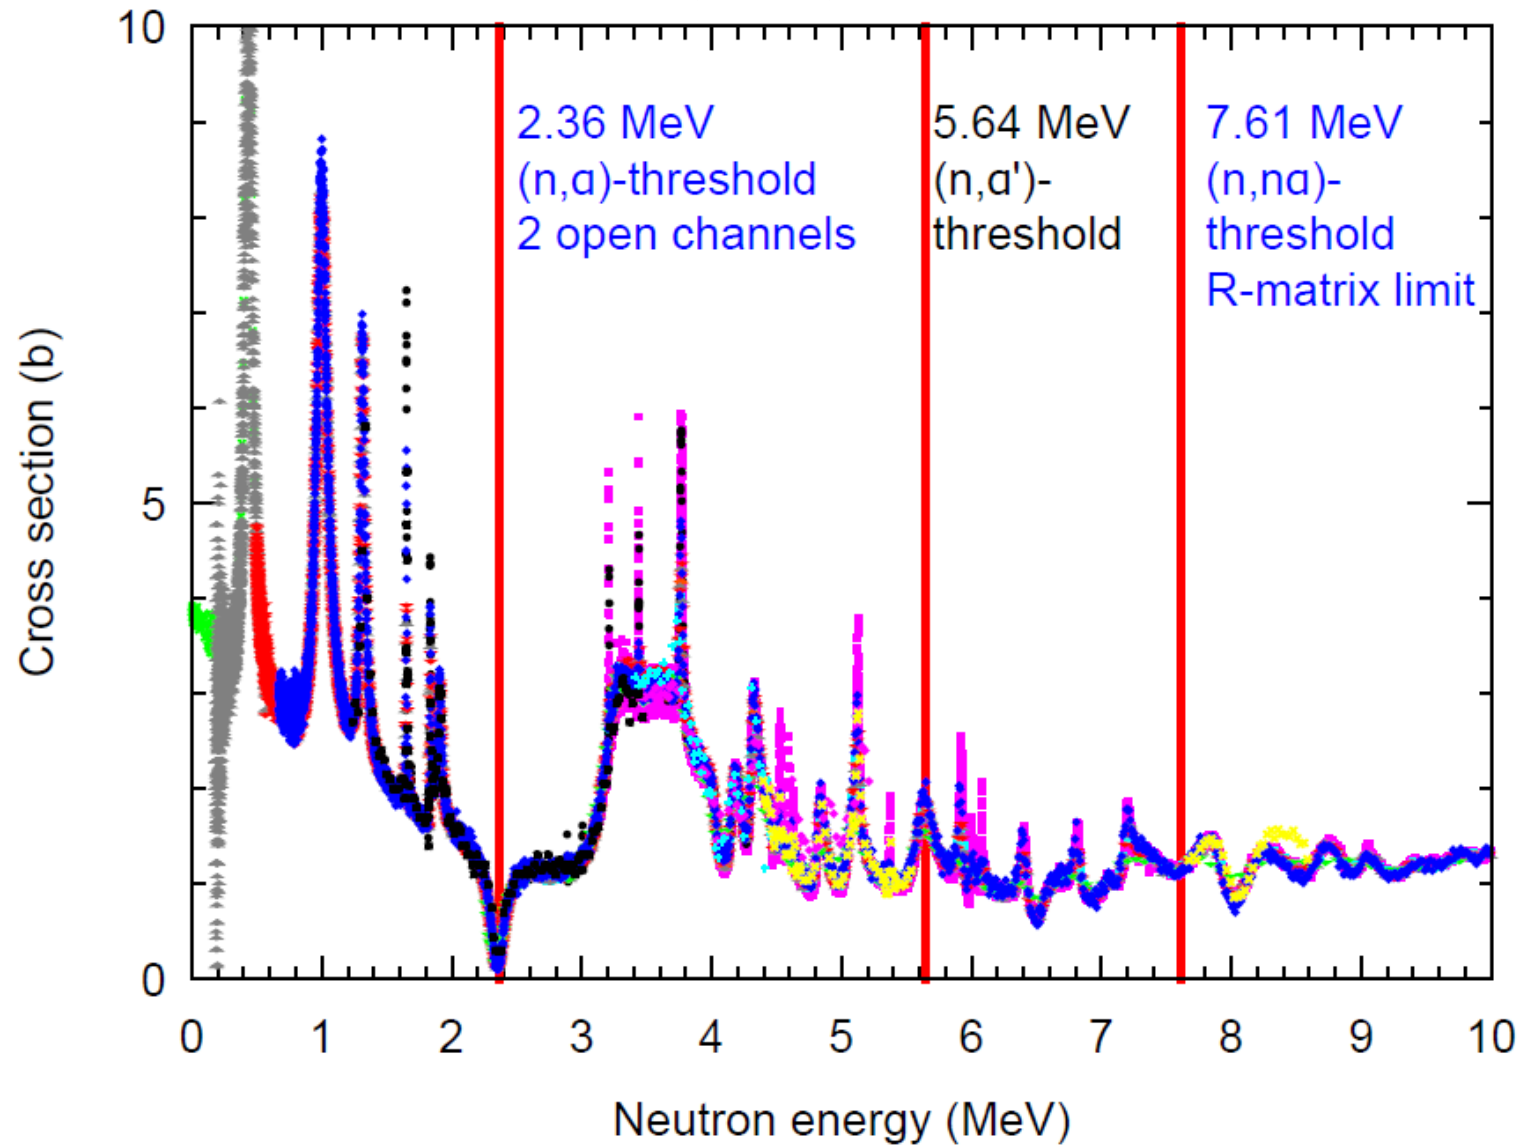 10
5
0
Cross section (b)
2.36 MeV
(n,α)-threshold
2 open channels
5.64 MeV
(n,α')-
threshold
7.61 MeV
(n,nα)-
threshold
R-matrix limit
0 1 2 3 4 5 6 7 8 9 10
Neutron energy (MeV)